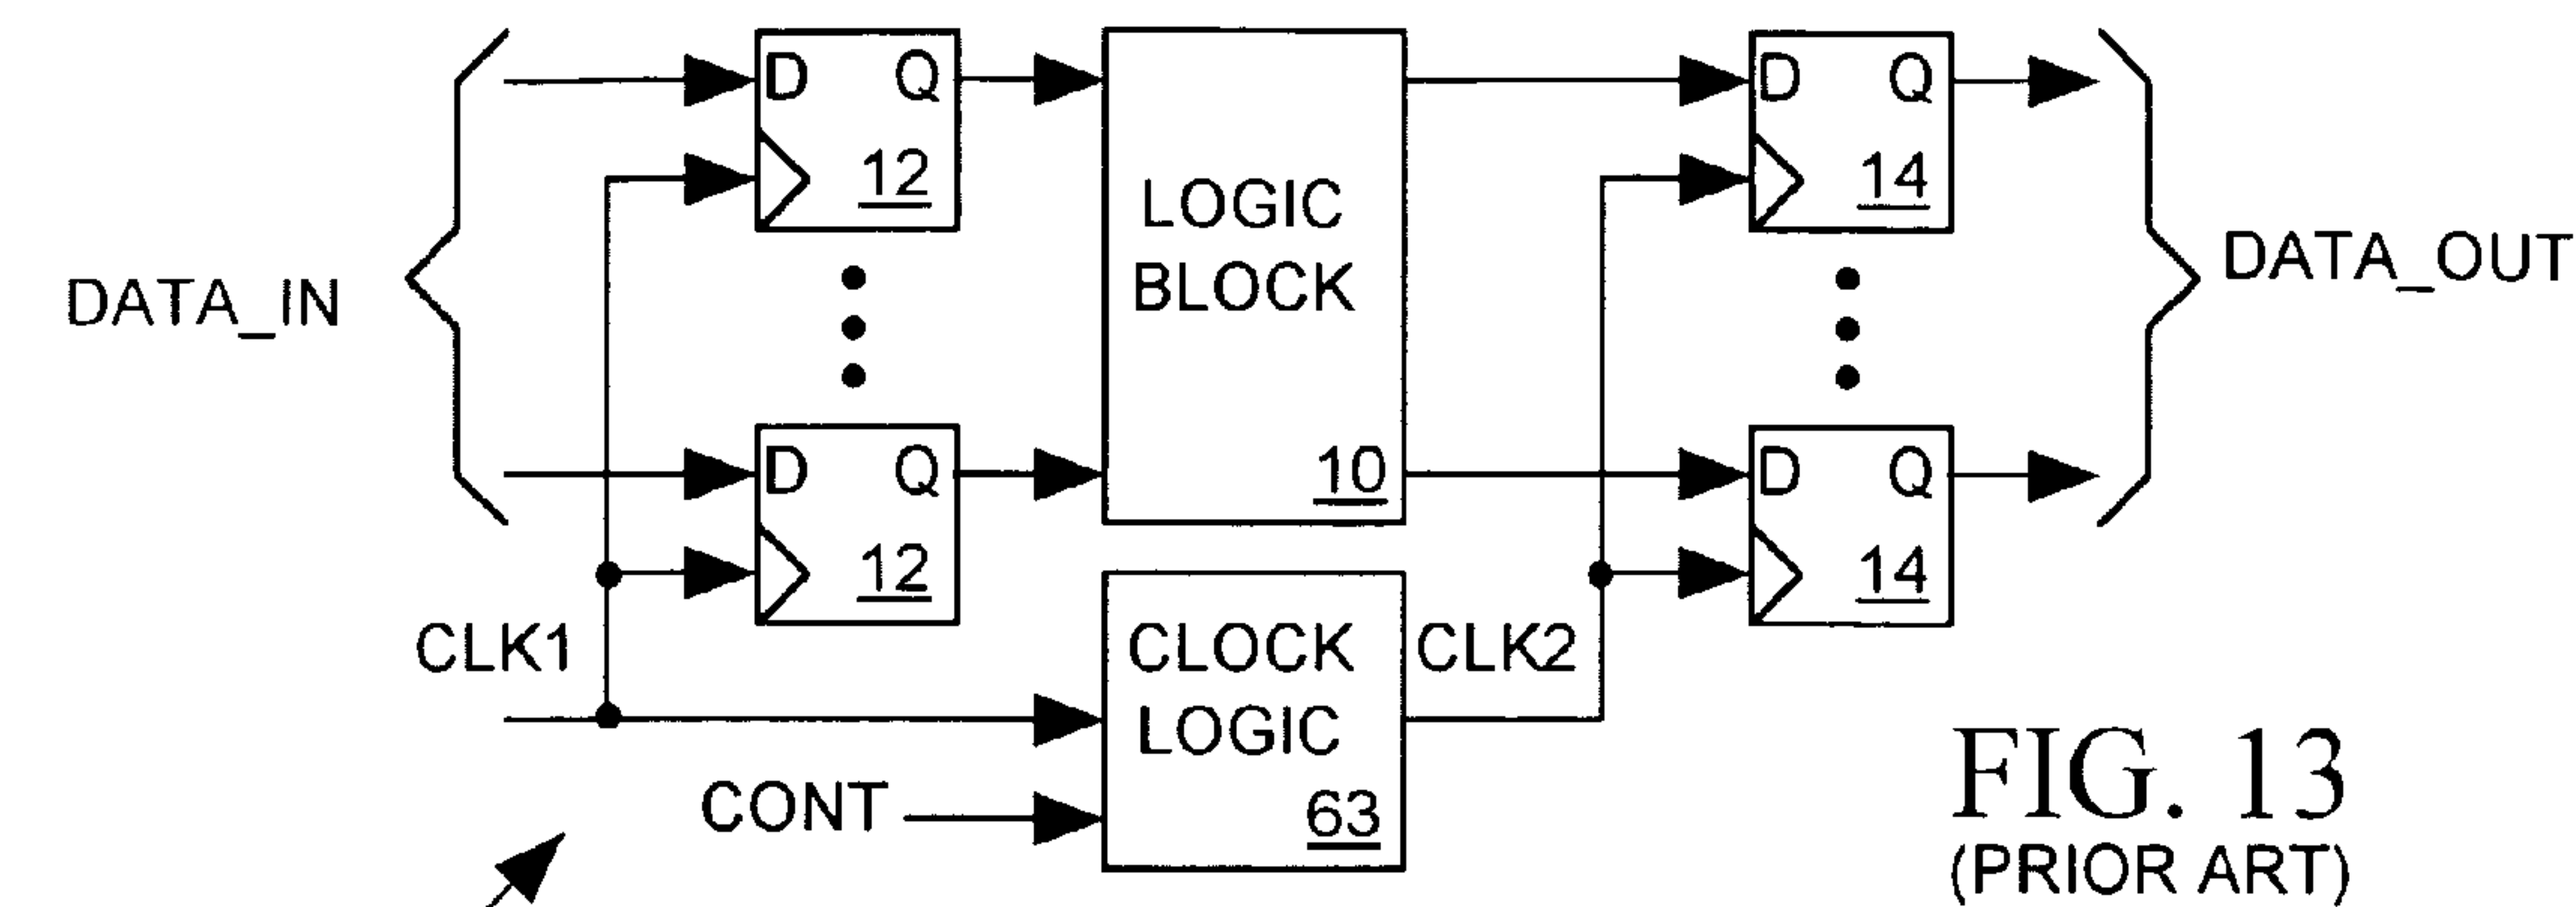 D Q
12
LOGIC
BLOCK
10
D Q
14
DATA_IN
DATA_OUT
D Q
12
D Q
14
CLK1
CLOCK
LOGIC
63
CLK2
CONT
FIG. 13
(PRIOR ART)